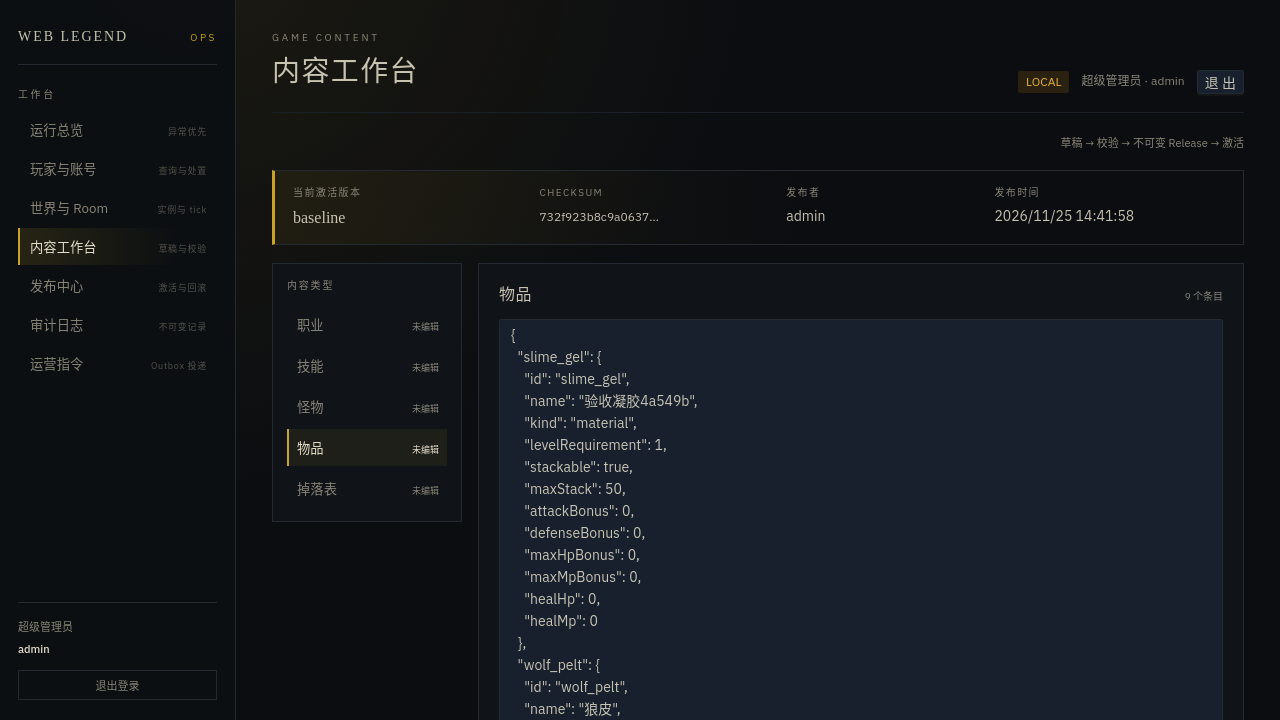 WEB LEGEND OPS
工作台
运行总览 异常优先
玩家与账号 查询与处置
世界与 Room 实例与 tick
内容工作台 草稿与校验
发布中心 激活与回滚
审计日志 不可变记录
运营指令 Outbox 投递
超级管理员
admin
退出登录
GAME CONTENT
内容工作台
LOCAL 超级管理员 · admin 退 出
草稿 → 校验 → 不可变 Release → 激活
当前激活版本 CHECKSUM 发布者 发布时间
baseline 732f923b8c9a0637… admin 2026/11/25 14:41:58
内容类型
职业 未编辑
技能 未编辑
怪物 未编辑
物品 未编辑
掉落表 未编辑
物品 9 个条目
{
"slime_gel": {
"id": "slime_gel",
"name": "验收凝胶4a549b",
"kind": "material",
"levelRequirement": 1,
"stackable": true,
"maxStack": 50,
"attackBonus": 0,
"defenseBonus": 0,
"maxHpBonus": 0,
"maxMpBonus": 0,
"healHp": 0,
"healMp": 0
},
"wolf_pelt": {
"id": "wolf_pelt",
"name": "狼皮",